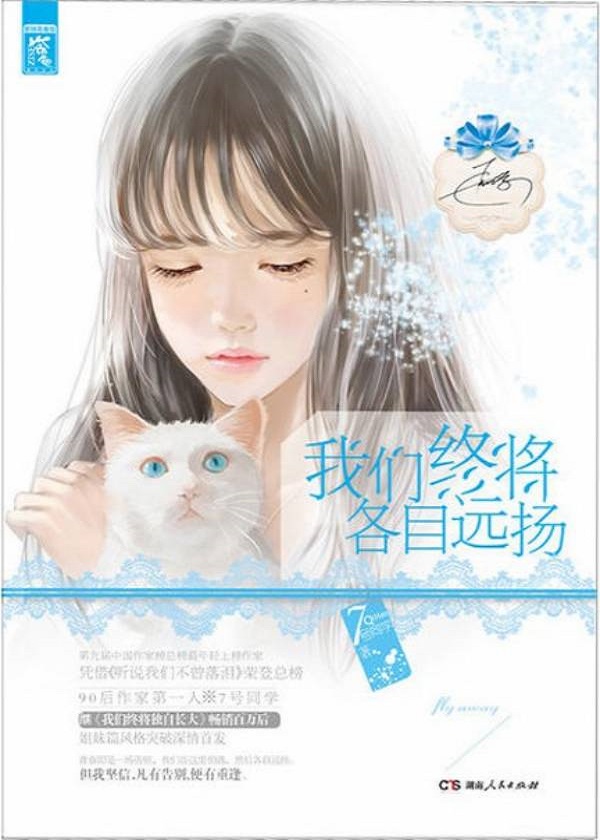 我们终将
各自远扬
7号同学
著
第九届中国作家榜总榜最年轻上榜作家
凭借《听说我们不曾落泪》荣登总榜
90后作家第一人※7号同学
继《我们终将独自长大》畅销百万后
姐妹篇风格突破深情首发
但我坚信,凡有告别,便有重逢。
fly away
湖南人民出版社